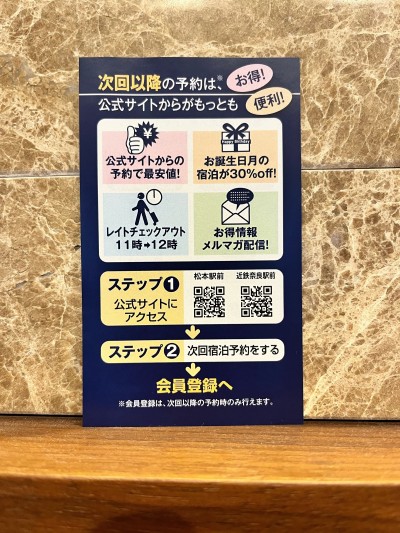 次回以降の予約は、※
お得!
公式サイトからがもっとも
便利!
公式サイトからの
予約で最安値!
Happy Birthday
お誕生日月の
宿泊が30%off!
レイトチェックアウト
11時→12時
お得情報
メルマガ配信!
ステップ1
公式サイトに
アクセス
松本駅前
近鉄奈良駅前
ステップ2
次回宿泊予約をする
会員登録へ
※会員登録は、次回以降の予約時のみ行えます。